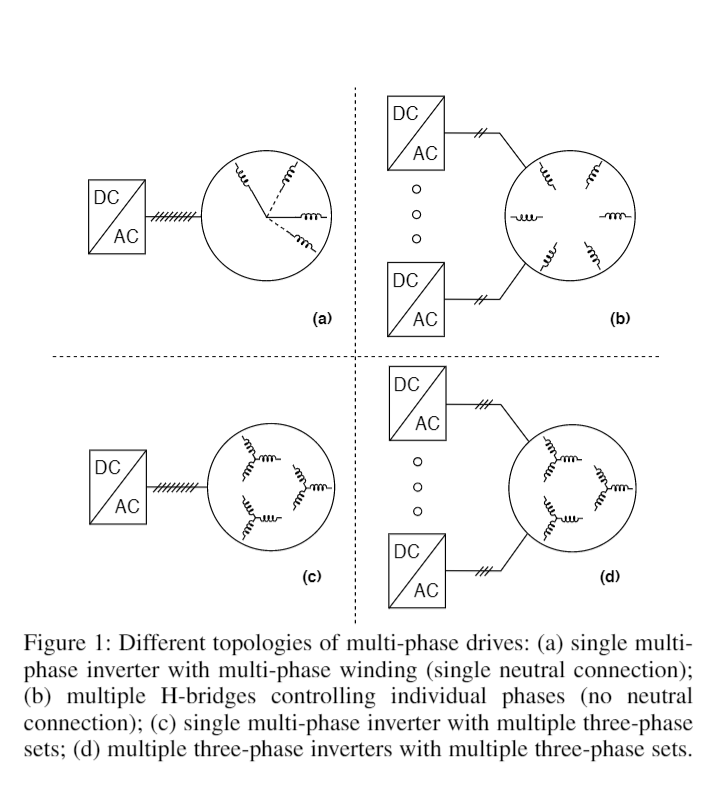 DC
AC
(a)
DC
AC
DC
AC
(b)
DC
AC
(c)
DC
AC
DC
AC
(d)
Figure 1: Different topologies of multi-phase drives: (a) single multi-
phase inverter with multi-phase winding (single neutral connection);
(b) multiple H-bridges controlling individual phases (no neutral
connection); (c) single multi-phase inverter with multiple three-phase
sets; (d) multiple three-phase inverters with multiple three-phase sets.